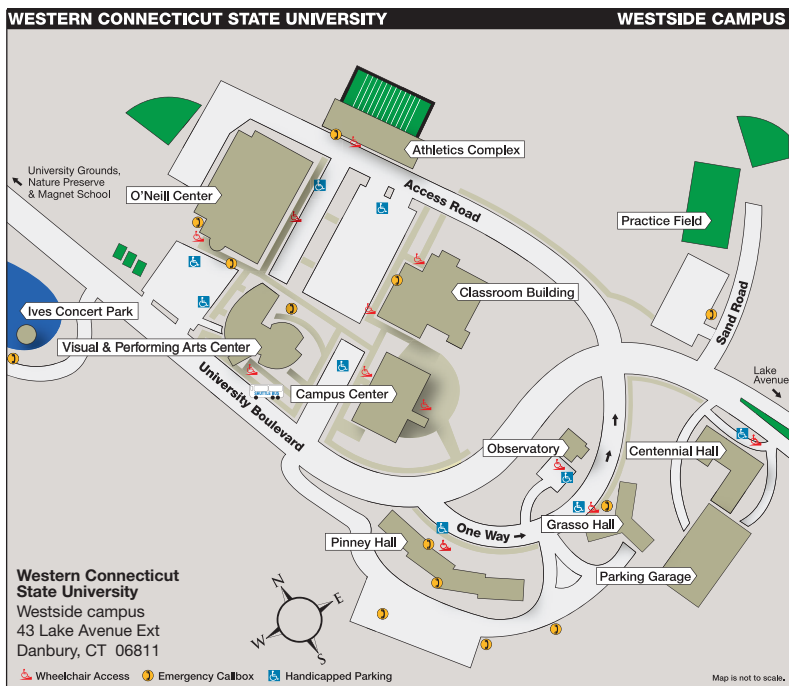 WESTERN CONNECTICUT STATE UNIVERSITY
WESTSIDE CAMPUS
University Grounds,
Nature Preserve
& Magnet School
Athletics Complex
O'Neill Center
Access Road
Practice Field
Classroom Building
Ives Concert Park
Sand Road
Visual & Performing Arts Center
Lake
Avenue
SHUTTLE BUS
Campus Center
University Boulevard
Observatory
Centennial Hall
One Way
Grasso Hall
Pinney Hall
Parking Garage
Western Connecticut
State University
Westside campus
43 Lake Avenue Ext
Danbury, CT 06811
N
E
W
S
Wheelchair Access
Emergency Callbox
Handicapped Parking
Map is not to scale.